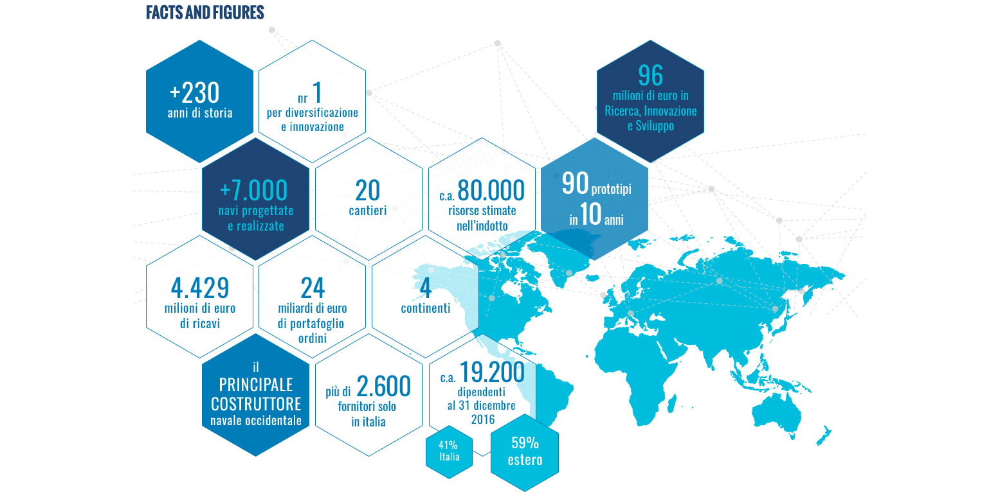 FACTS AND FIGURES
+230
anni di storia
nr 1
per diversificazione
e innovazione
96
milioni di euro in
Ricerca, Innovazione
e Sviluppo
+7.000
navi progettate
e realizzate
20
cantieri
c.a. 80.000
risorse stimate
nell'indotto
90 prototipi
in 10 anni
4.429
milioni di euro
di ricavi
24
miliardi di euro
di portafoglio
ordini
4
continenti
il
PRINCIPALE
COSTRUTTORE
navale occidentale
più di 2.600
fornitori solo
in italia
c.a. 19.200
dipendenti
al 31 dicembre
2016
41%
Italia
59%
estero